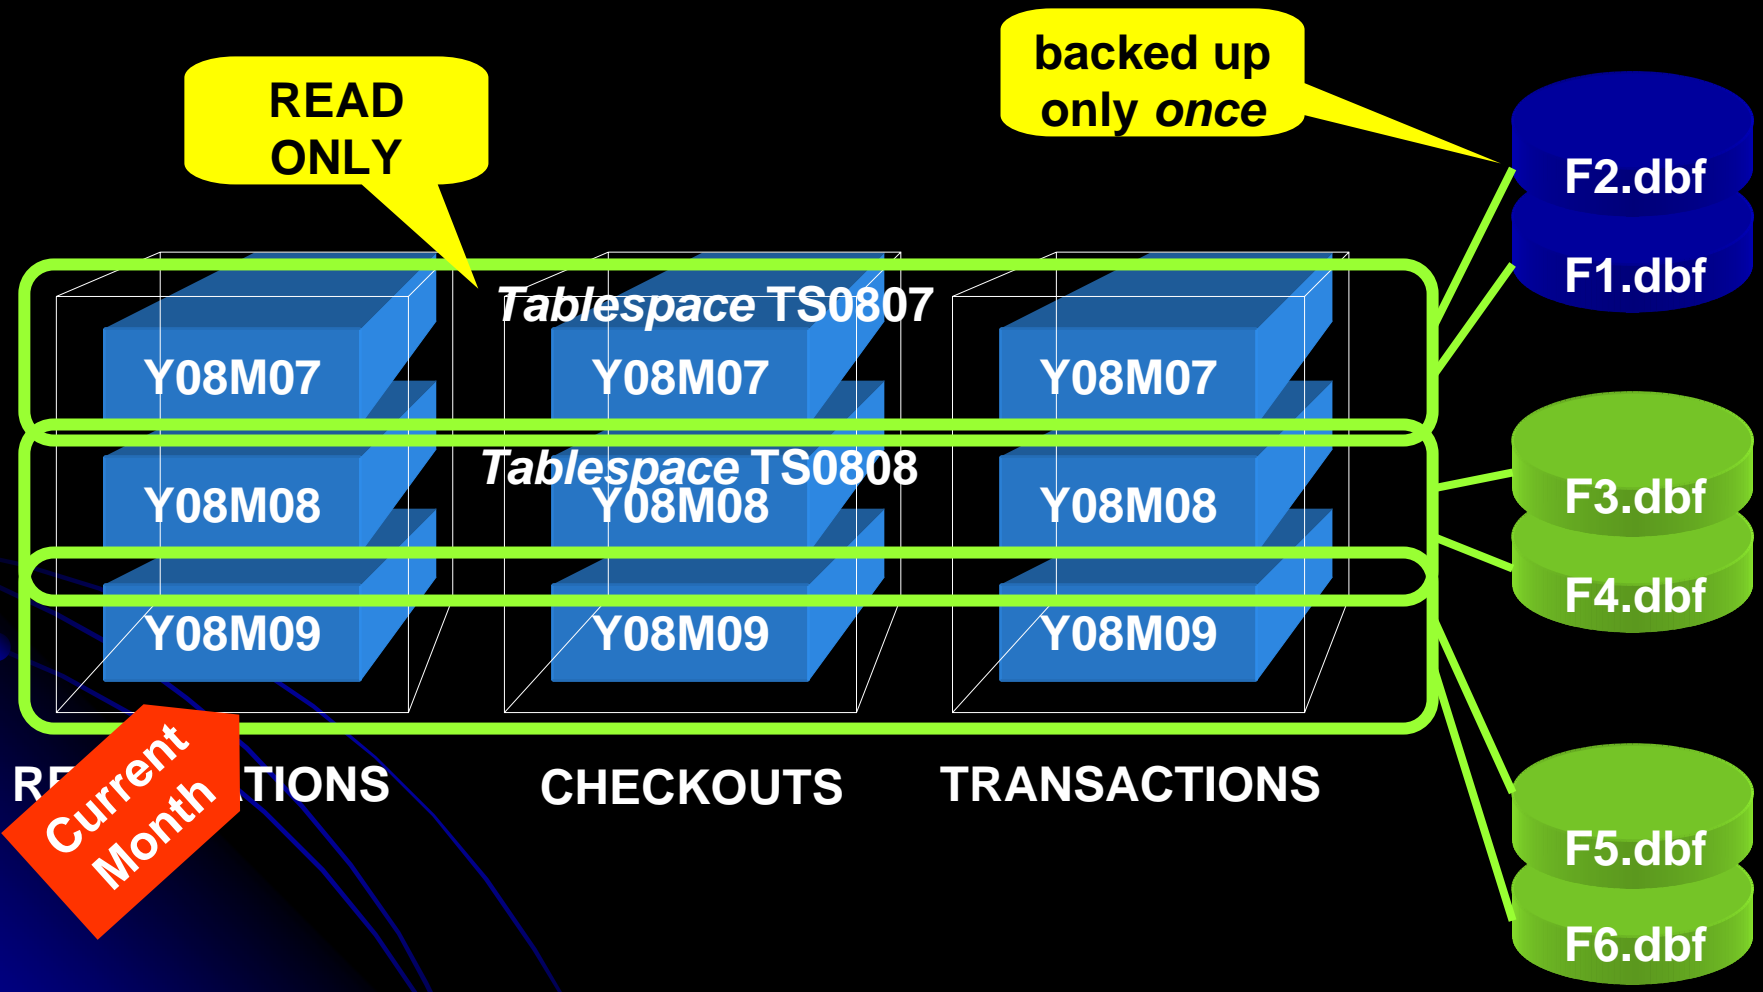 READ
ONLY
backed up
only once
F2.dbf
F1.dbf
Tablespace TS0807
Y08M07 Y08M07 Y08M07
Tablespace TS0808
Y08M08 Y08M08 Y08M08
F3.dbf
F4.dbf
Y08M09 Y08M09 Y08M09
CHECKOUTS TRANSACTIONS
Current
Month
F5.dbf
F6.dbf